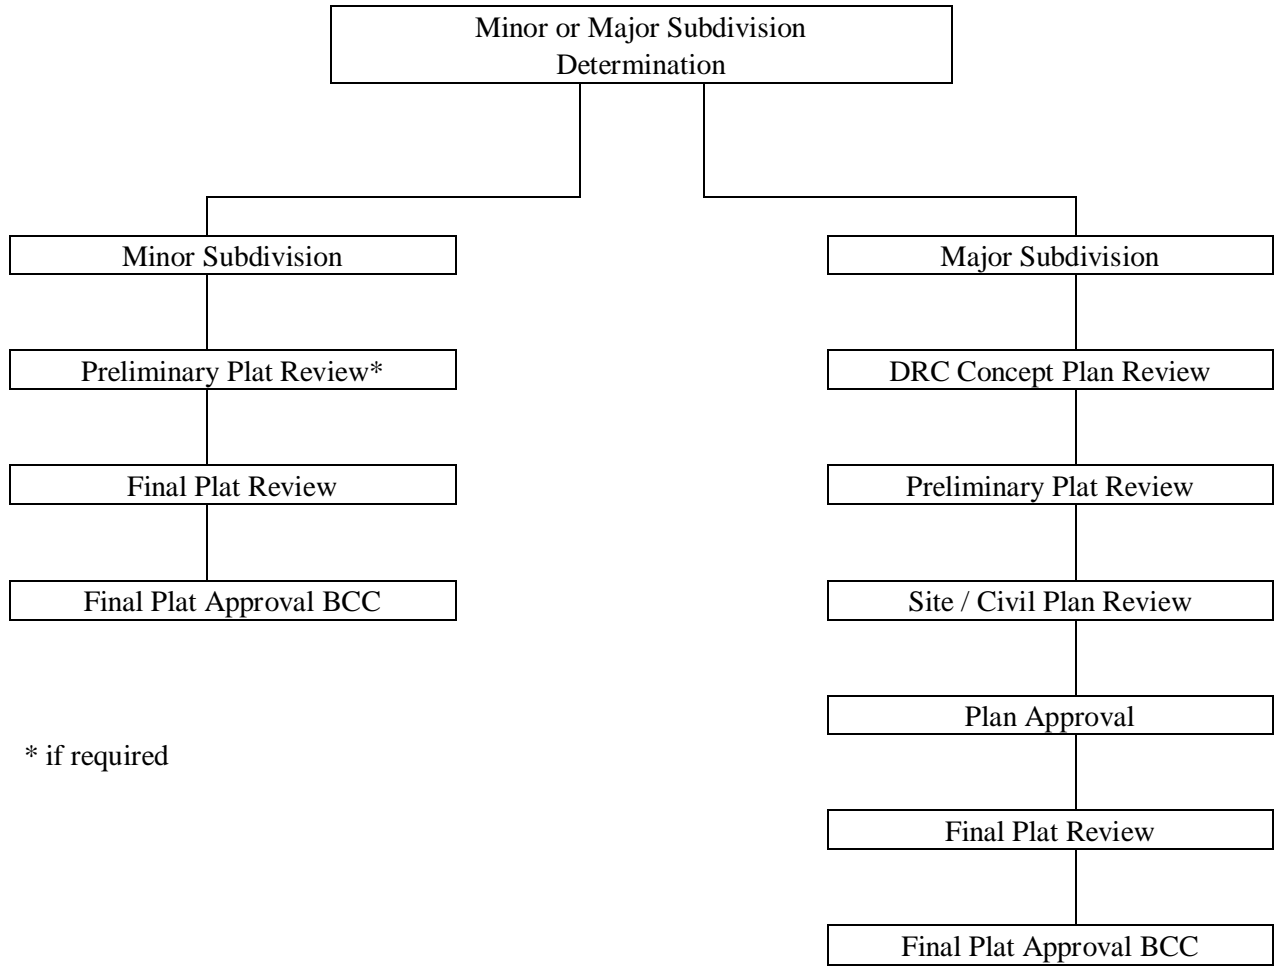 Minor or Major Subdivision
Determination
Minor Subdivision
Major Subdivision
Preliminary Plat Review*
DRC Concept Plan Review
Final Plat Review
Preliminary Plat Review
Final Plat Approval BCC
Site / Civil Plan Review
Plan Approval
* if required
Final Plat Review
Final Plat Approval BCC